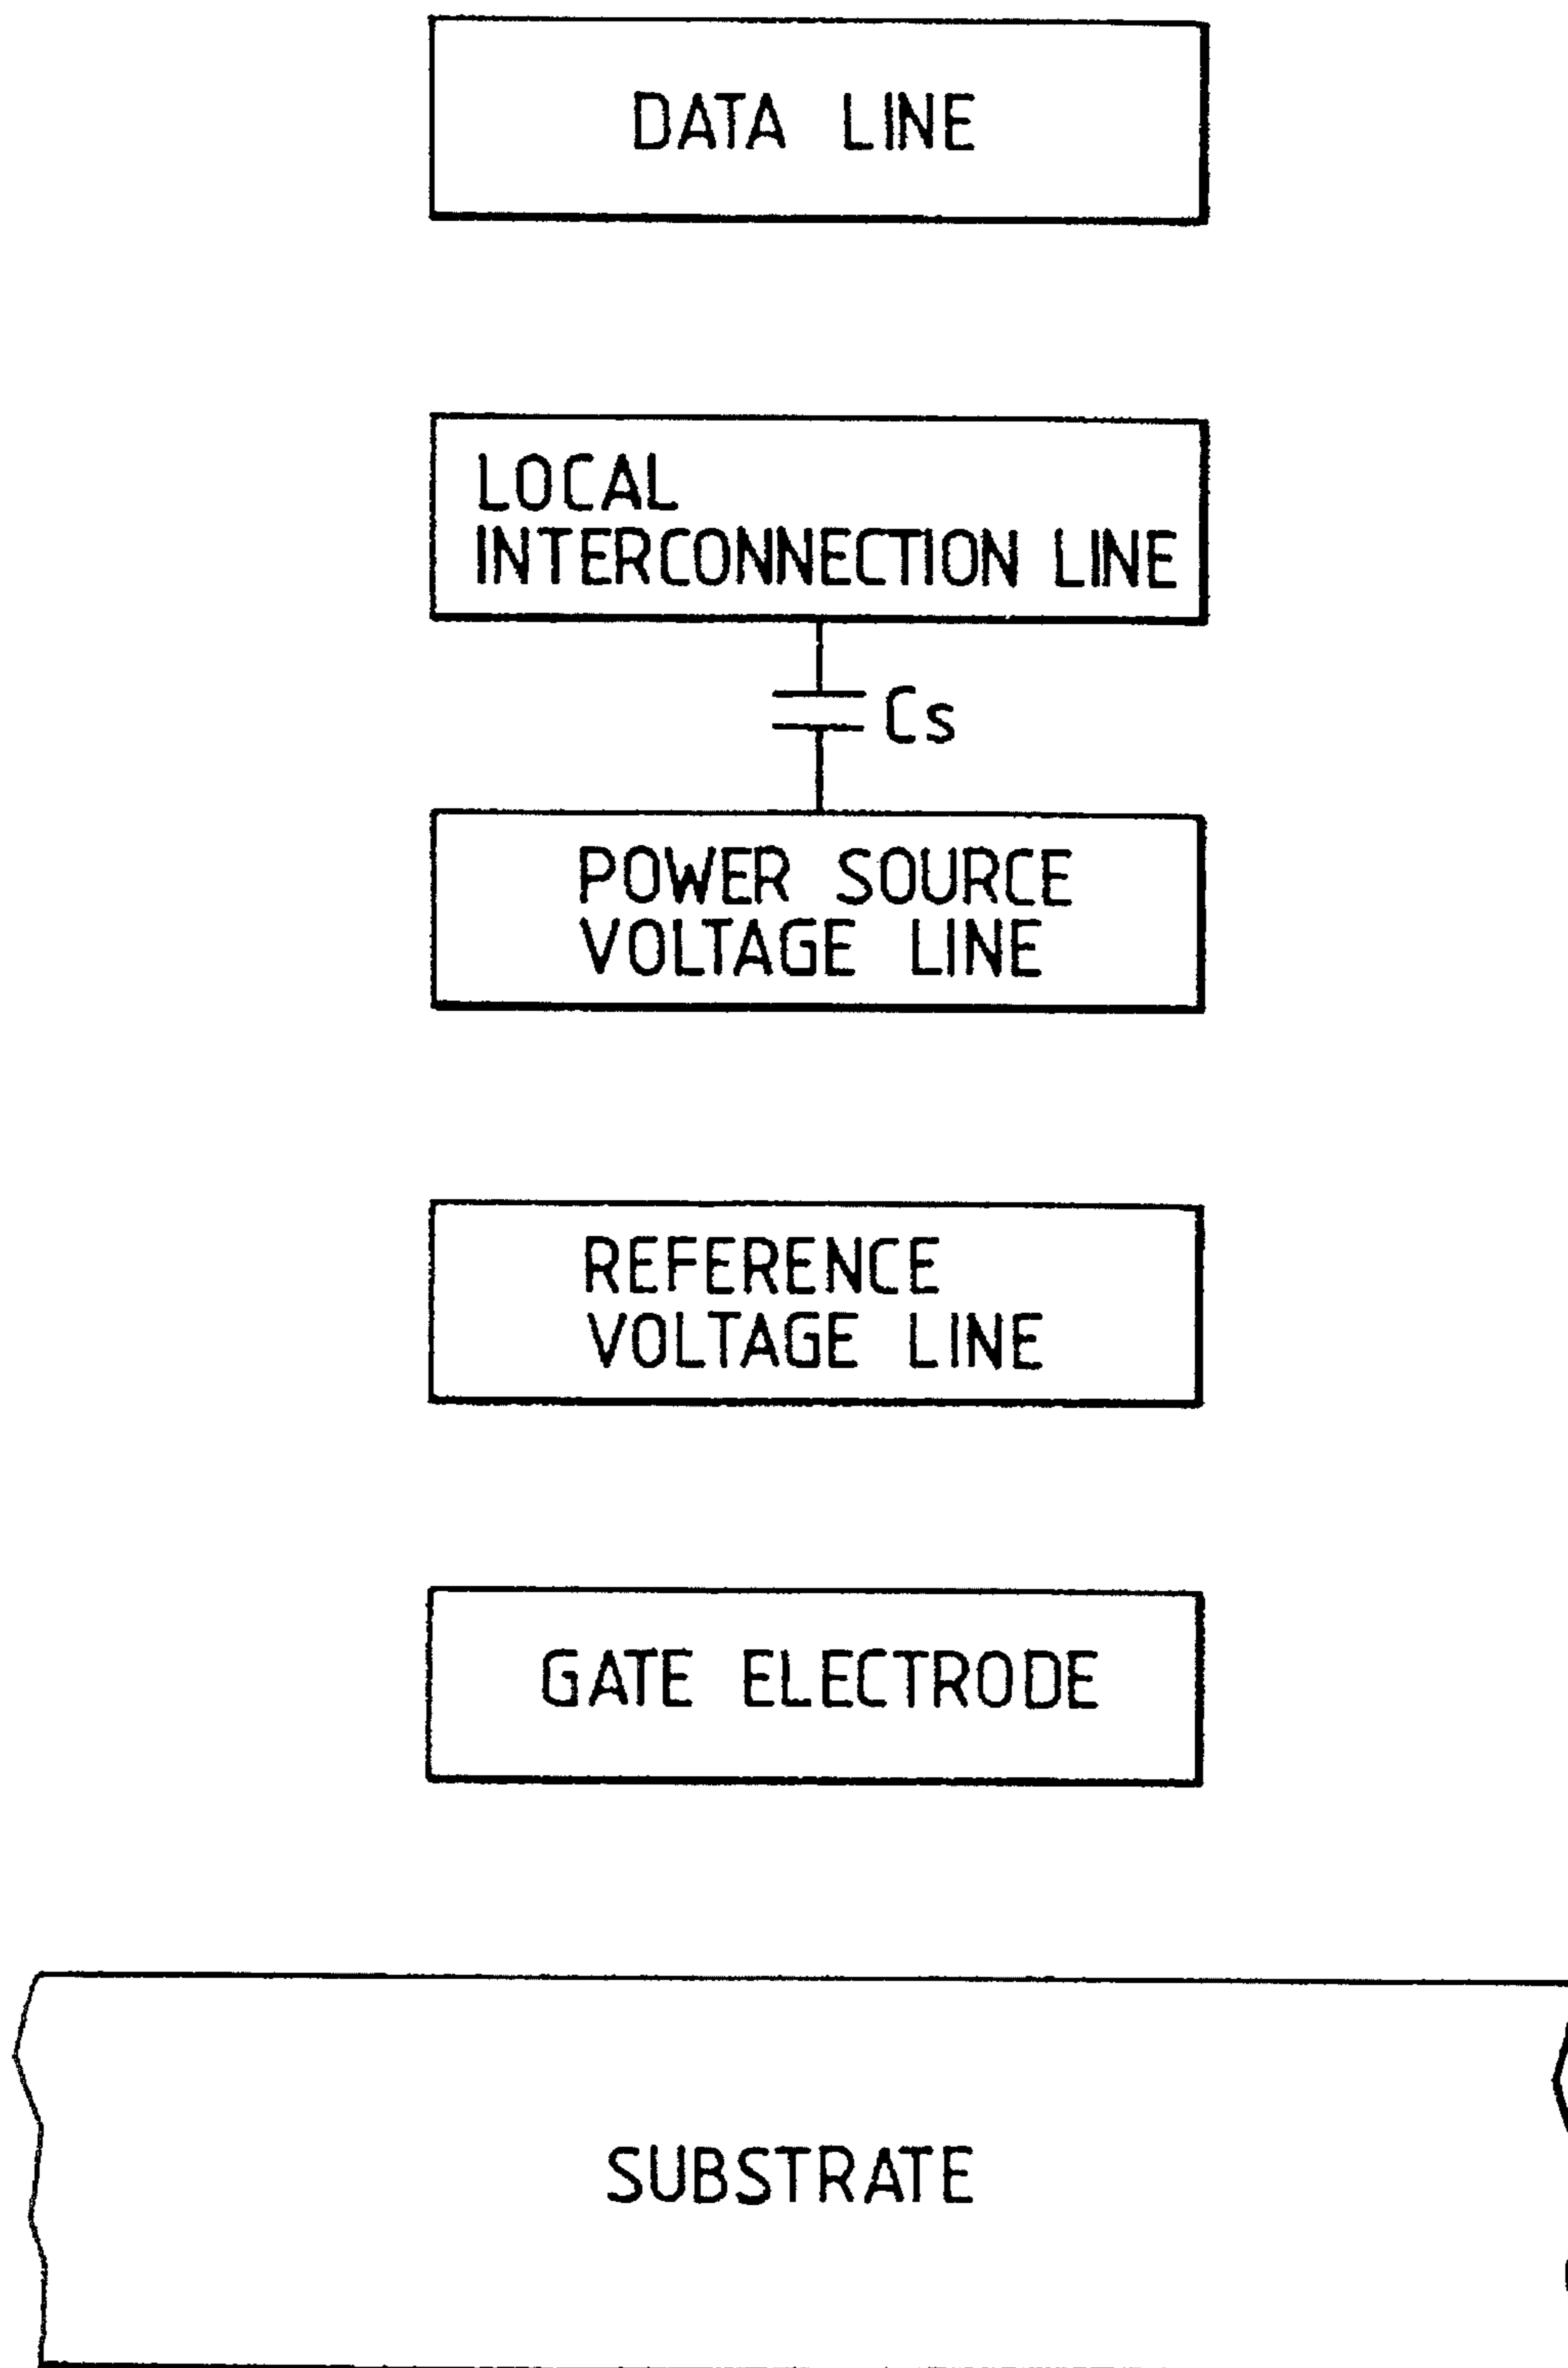 DATA LINE
LOCAL
INTERCONNECTION LINE
Cs
POWER SOURCE
VOLTAGE LINE
REFERENCE
VOLTAGE LINE
GATE ELECTRODE
SUBSTRATE